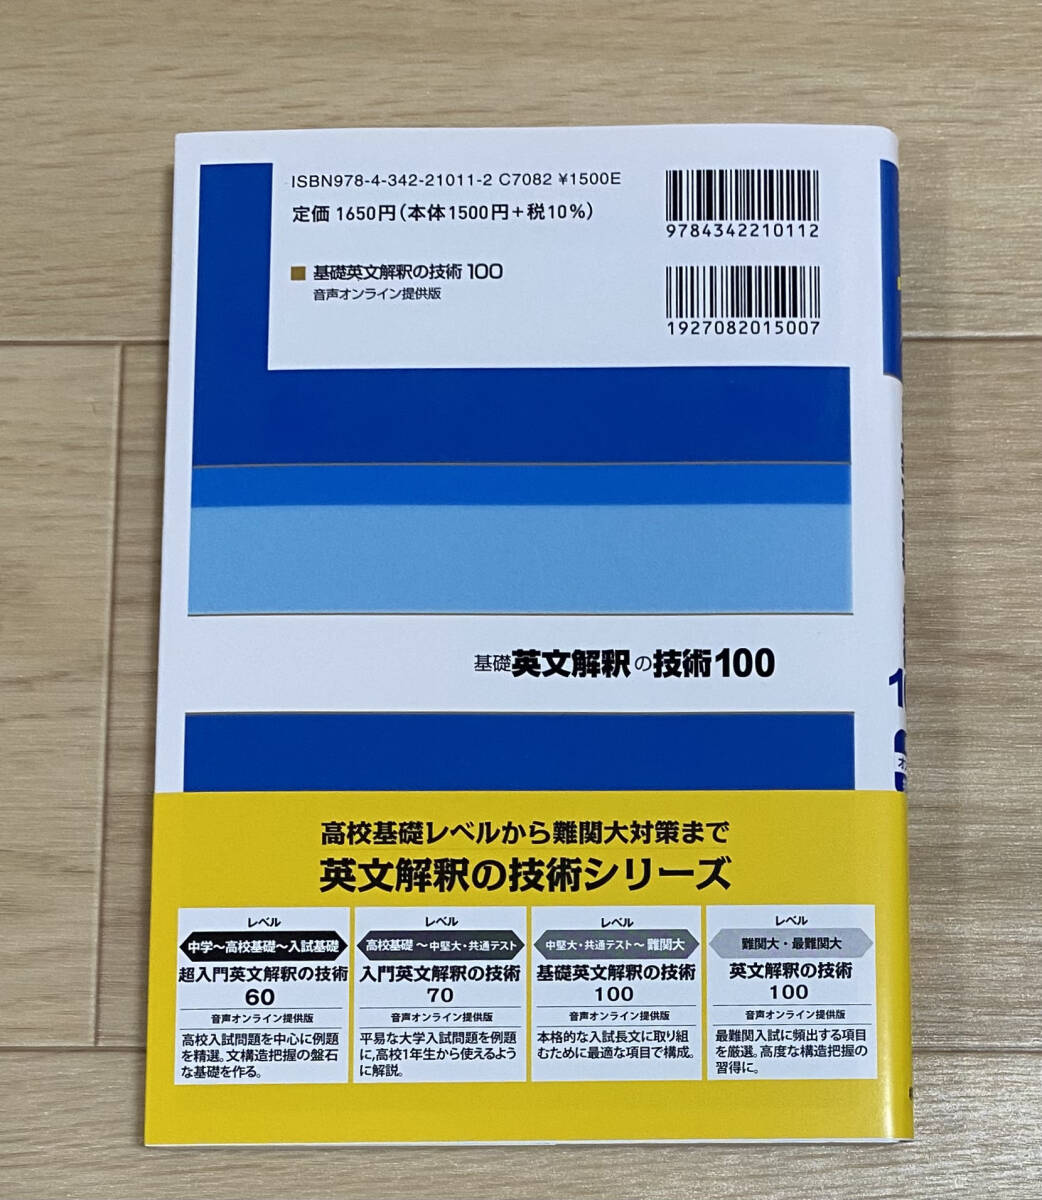 ISBN978-4-342-21011-2 C7082 ¥1500E
定価 1650円(本体1500円+税10%)
9784342210112
■ 基礎英文解釈の技術100
音声オンライン提供版
1927082015007
基礎 英文解釈の技術100
高校基礎レベルから難関大対策まで
英文解釈の技術シリーズ
レベル
中学〜高校基礎〜入試基礎
超入門英文解釈の技術
60
音声オンライン提供版
高校入試問題を中心に例題
を精選。文構造把握の盤石
な基礎を作る。
レベル
高校基礎〜中堅大・共通テスト
入門英文解釈の技術
70
音声オンライン提供版
平易な大学入試問題を例題
に,高校1年生から使えるよう
に解説。
レベル
中堅大・共通テスト〜難関大
基礎英文解釈の技術
100
音声オンライン提供版
本格的な入試長文に取り組
むために最適な項目で構成。
レベル
難関大・最難関大
英文解釈の技術
100
音声オンライン提供版
最難関入試に頻出する項目
を厳選。高度な構造把握の
習得に。